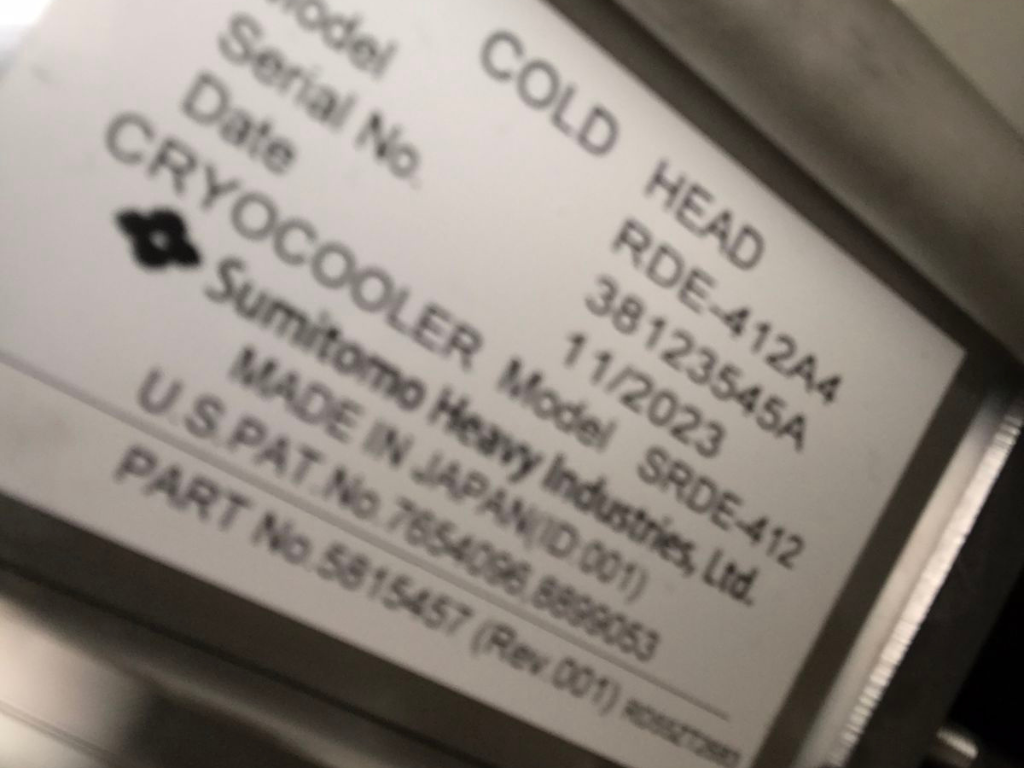 COLD HEAD
Model RDE-412A4
Serial No. 38123545A
Date 11/2023
CRYOCOOLER Model SRDE-412
Sumitomo Heavy Industries, Ltd.
MADE IN JAPAN(ID.001)
U.S.PAT.No.7654096,8899053
PART No.5815457 (Rev.001)